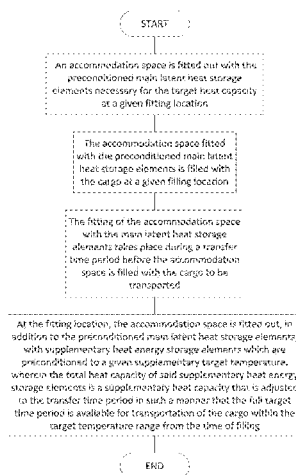 START
An accommodation space is fitted out with the
preconditioned main latent heat storage
elements necessary for the target heat capacity
at a given fitting location
The accommodation space fitted
with the preconditioned main latent
heat storage elements is filled with
the cargo at a given filling location
The fitting of the accommodation space
with the main latent heat storage
elements takes place during a transfer
time period before the accommodation
space is filled with the cargo to be
transported
At the fitting location, the accommodation space is fitted out, in
addition to the preconditioned main latent heat storage elements,
with supplementary heat energy storage elements which are
preconditioned to a given supplementary target temperature,
wherein the total heat capacity of said supplementary heat energy
storage elements is a supplementary heat capacity that is adjusted
to the transfer time period in such a manner that the full target
time period is available for transportation of the cargo within the
target temperature range from the time of filling
END